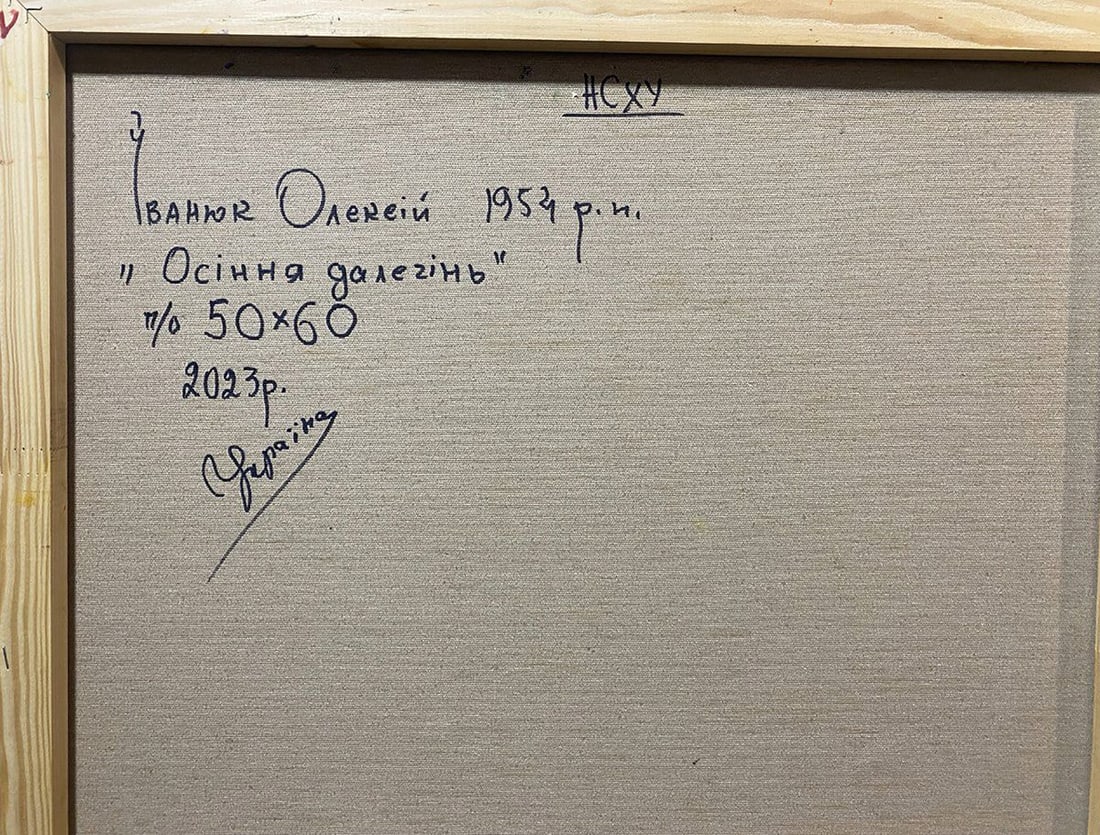 НСХУ
Іванюк Олексій 1954 р.н.
„Осіння далечінь"
п/о 50×60
2023р.
Україна